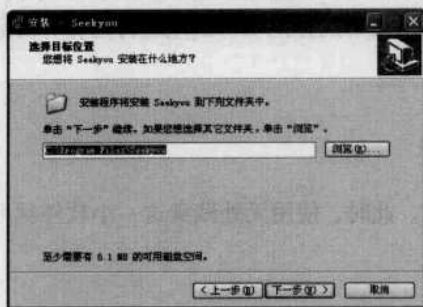 安装 - Seekyou
选择目标位置
您想将 Seekyou 安装在什么地方？
安装程序将安装 Seekyou 到下列文件夹中。
单击“下一步”继续。如果您想选择其它文件夹，单击“浏览”。
C:\Program Files\Seekyou
浏览(R)...
至少需要有 0.1 MB 的可用磁盘空间。
<上一步(B)
下一步(N)>
取消